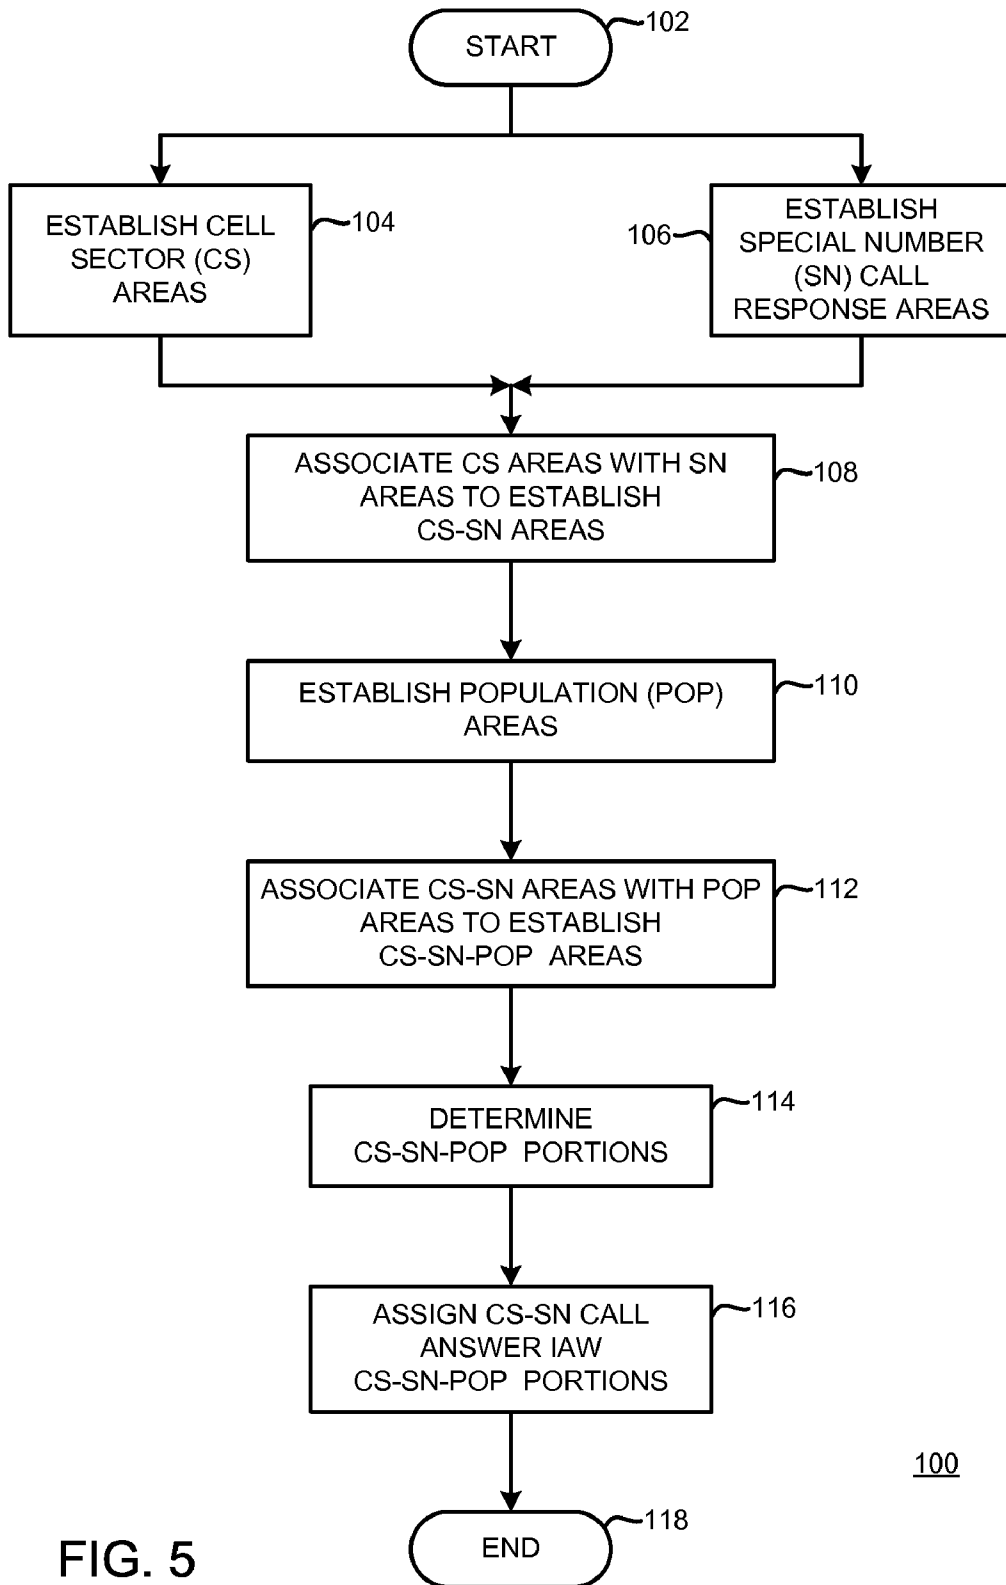 START
102
ESTABLISH CELL
SECTOR (CS)
AREAS
104
ESTABLISH
SPECIAL NUMBER
(SN) CALL
RESPONSE AREAS
106
ASSOCIATE CS AREAS WITH SN
AREAS TO ESTABLISH
CS-SN AREAS
108
ESTABLISH POPULATION (POP)
AREAS
110
ASSOCIATE CS-SN AREAS WITH POP
AREAS TO ESTABLISH
CS-SN-POP AREAS
112
DETERMINE
CS-SN-POP PORTIONS
114
ASSIGN CS-SN CALL
ANSWER IAW
CS-SN-POP PORTIONS
116
100
END
118
FIG. 5